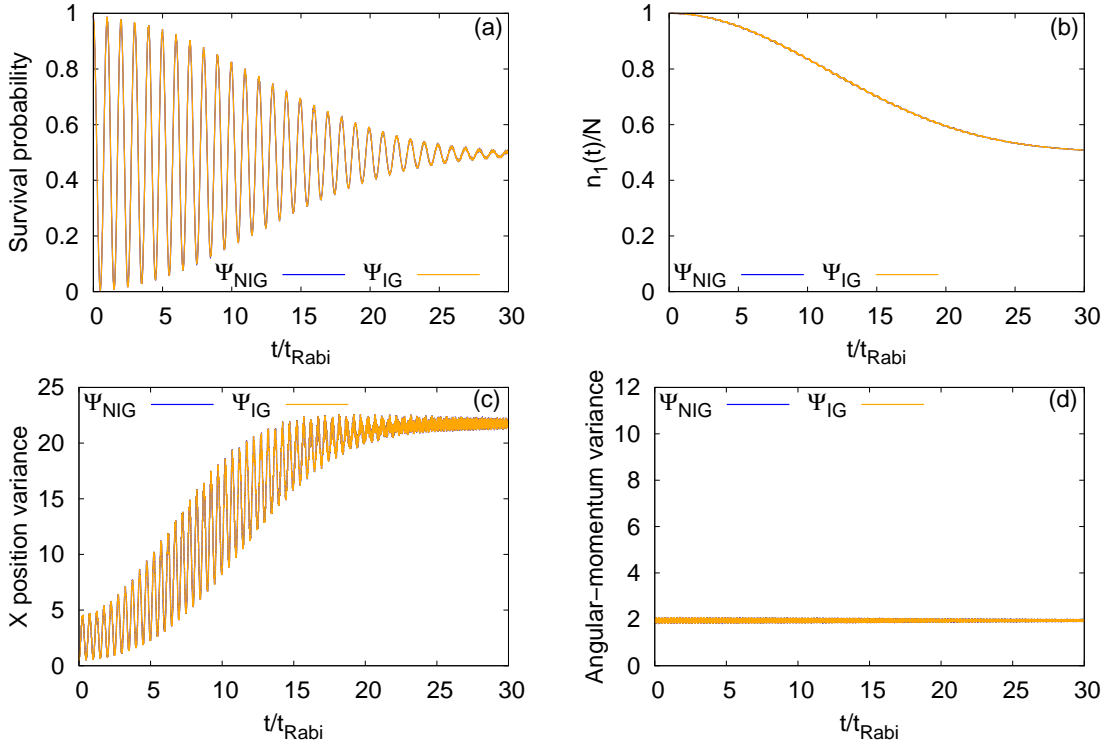 (a)
Survival probability
1
0.8
0.6
0.4
0.2
0
Ψ_NIG Ψ_IG
0 5 10 15 20 25 30
t/t_Rabi
(b)
n_1(t)/N
1
0.8
0.6
0.4
0.2
0
Ψ_NIG Ψ_IG
0 5 10 15 20 25 30
t/t_Rabi
(c)
X position variance
25
20
15
10
5
0
Ψ_NIG Ψ_IG
0 5 10 15 20 25 30
t/t_Rabi
(d)
Angular−momentum variance
12
10
8
6
4
2
0
Ψ_NIG Ψ_IG
0 5 10 15 20 25 30
t/t_Rabi